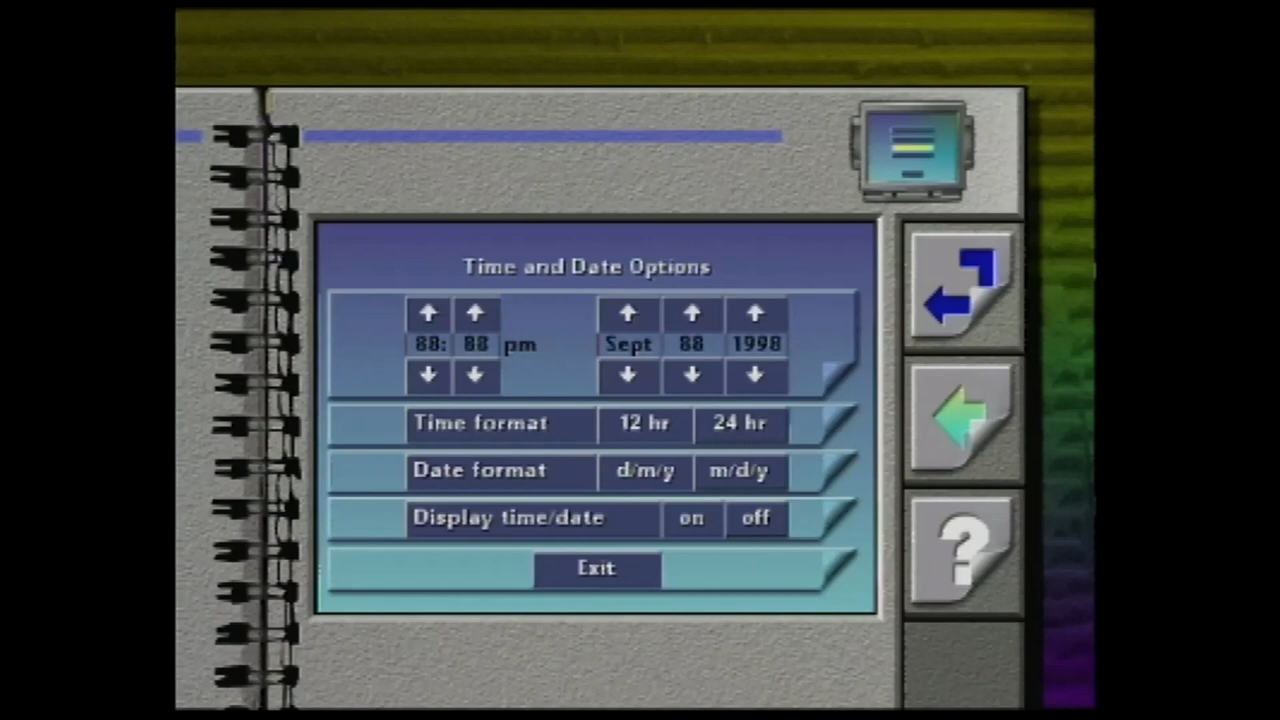 Time and Date Options
88: 88 pm Sept 88 1998
Time format 12 hr 24 hr
Date format d/m/y m/d/y
Display time/date on off
Exit
?